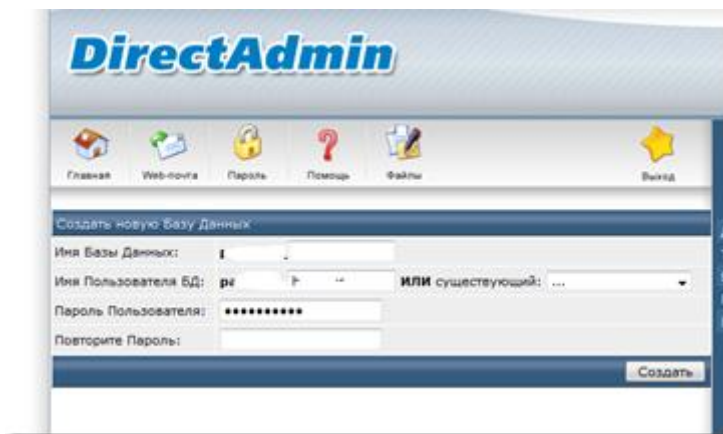 DirectAdmin
Главная Web-почта Пароль Помощь Файлы Выход
Создать новую Базу Данных
Имя Базы Данных:
Имя Пользователя БД: ИЛИ существующий: ...
Пароль Пользователя: ••••••••••
Повторите Пароль:
Создать